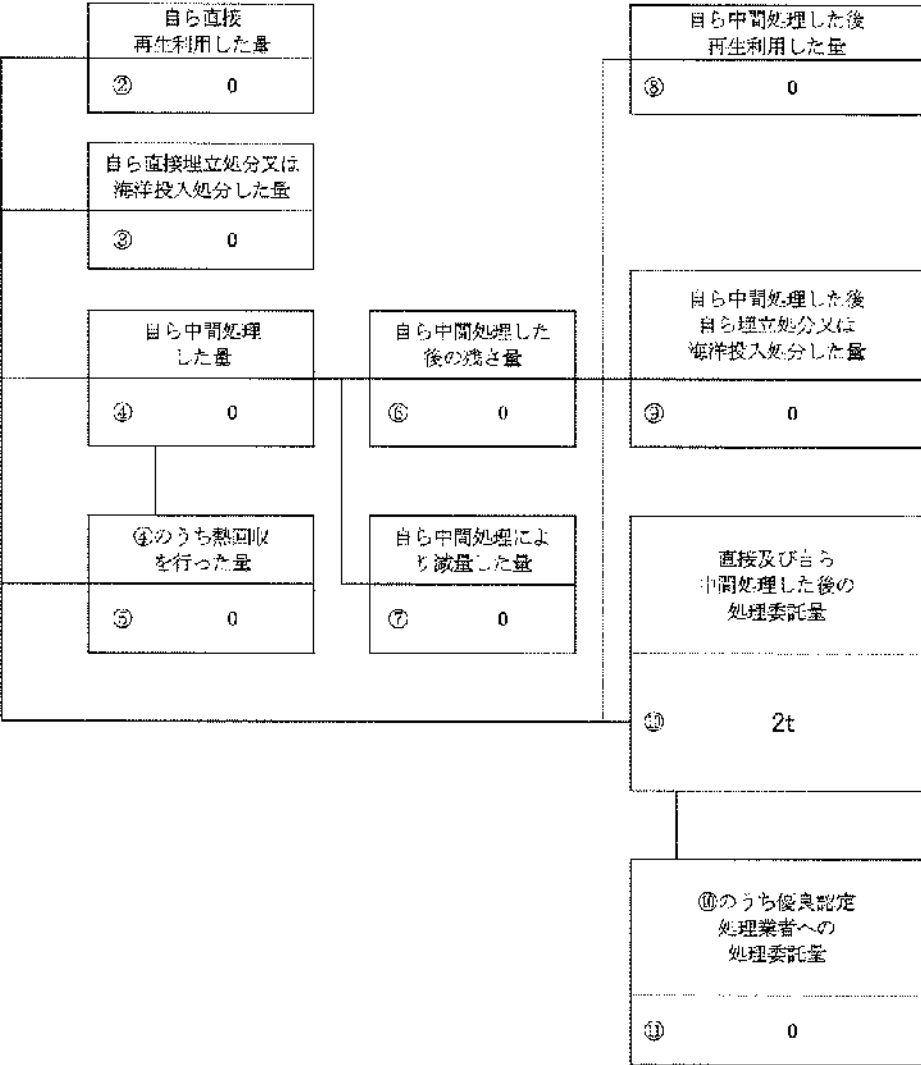 自ら直接
再生利用した量
② 0
自ら中間処理した後
再生利用した量
⑧ 0
自ら直接埋立処分又は
海洋投入処分した量
③ 0
自ら中間処理
した量
④ 0
自ら中間処理した
後の残さ量
⑥ 0
自ら中間処理した後
自ら埋立処分又は
海洋投入処分した量
⑨ 0
④のうち熱回収
を行った量
⑤ 0
自ら中間処理によ
り減量した量
⑦ 0
直接及び自ら
中間処理した後の
処理委託量
⑩ 2t
⑩のうち優良認定
処理業者への
処理委託量
⑪ 0